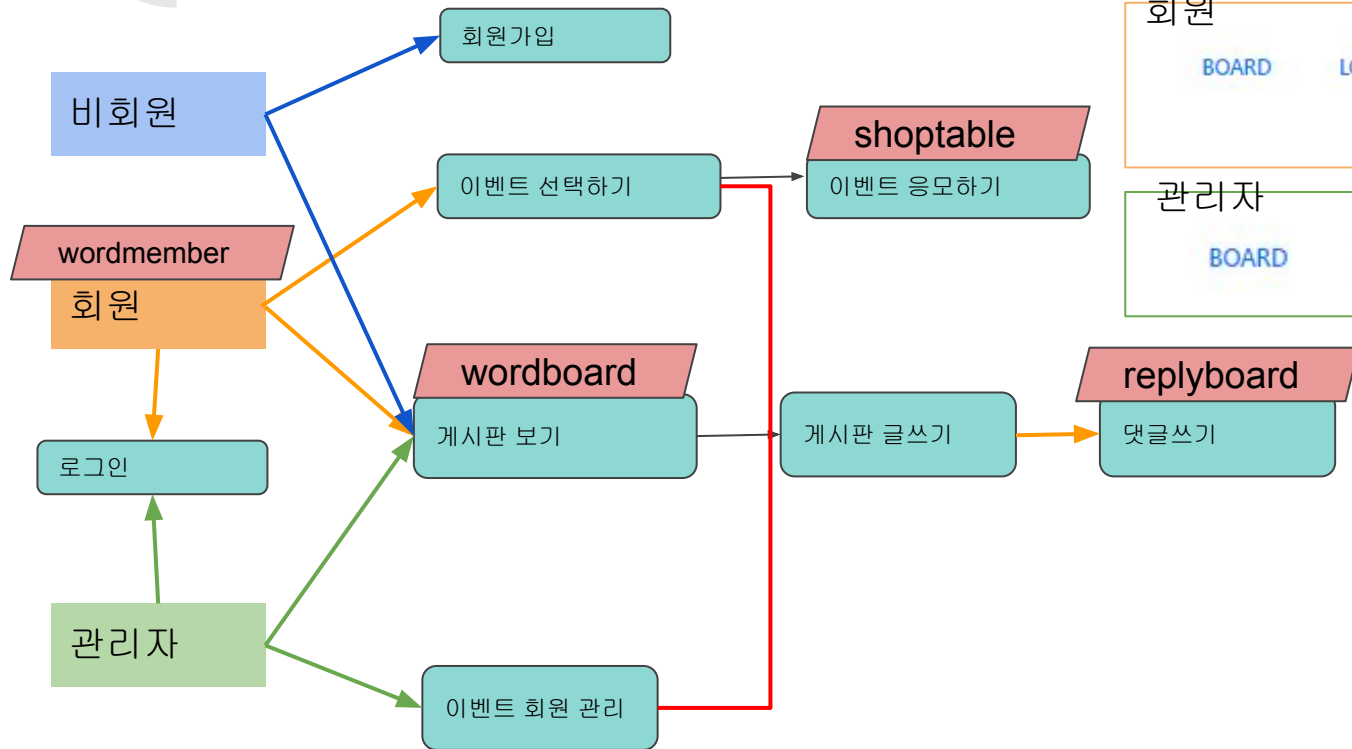 회원가입
회원
BOARD
비회원
shoptable
이벤트 선택하기
이벤트 응모하기
관리자
BOARD
wordmember
회원
wordboard
replyboard
게시판 보기
게시판 글쓰기
댓글쓰기
로그인
관리자
이벤트 회원 관리